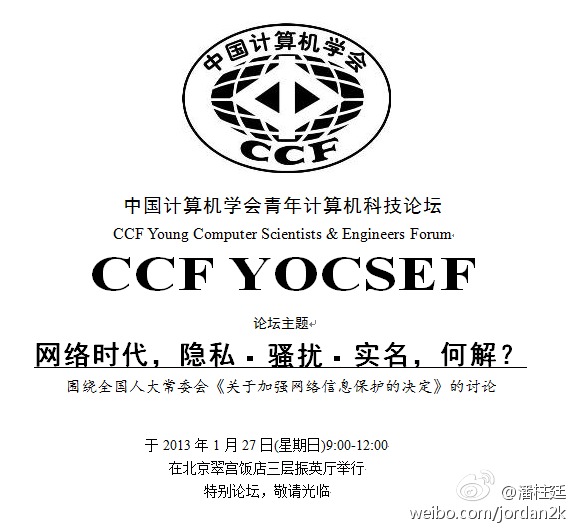 中国计算机学会
CCF
中国计算机学会青年计算机科技论坛
CCF Young Computer Scientists & Engineers Forum
CCF YOCSEF
论坛主题
网络时代，隐私▪骚扰▪实名，何解？
围绕全国人大常委会《关于加强网络信息保护的决定》的讨论
于 2013 年 1 月 27 日(星期日)9:00-12:00
在北京翠宫饭店三层振英厅举行
特别论坛，敬请光临
@潘柱廷
weibo.com/jordan2k